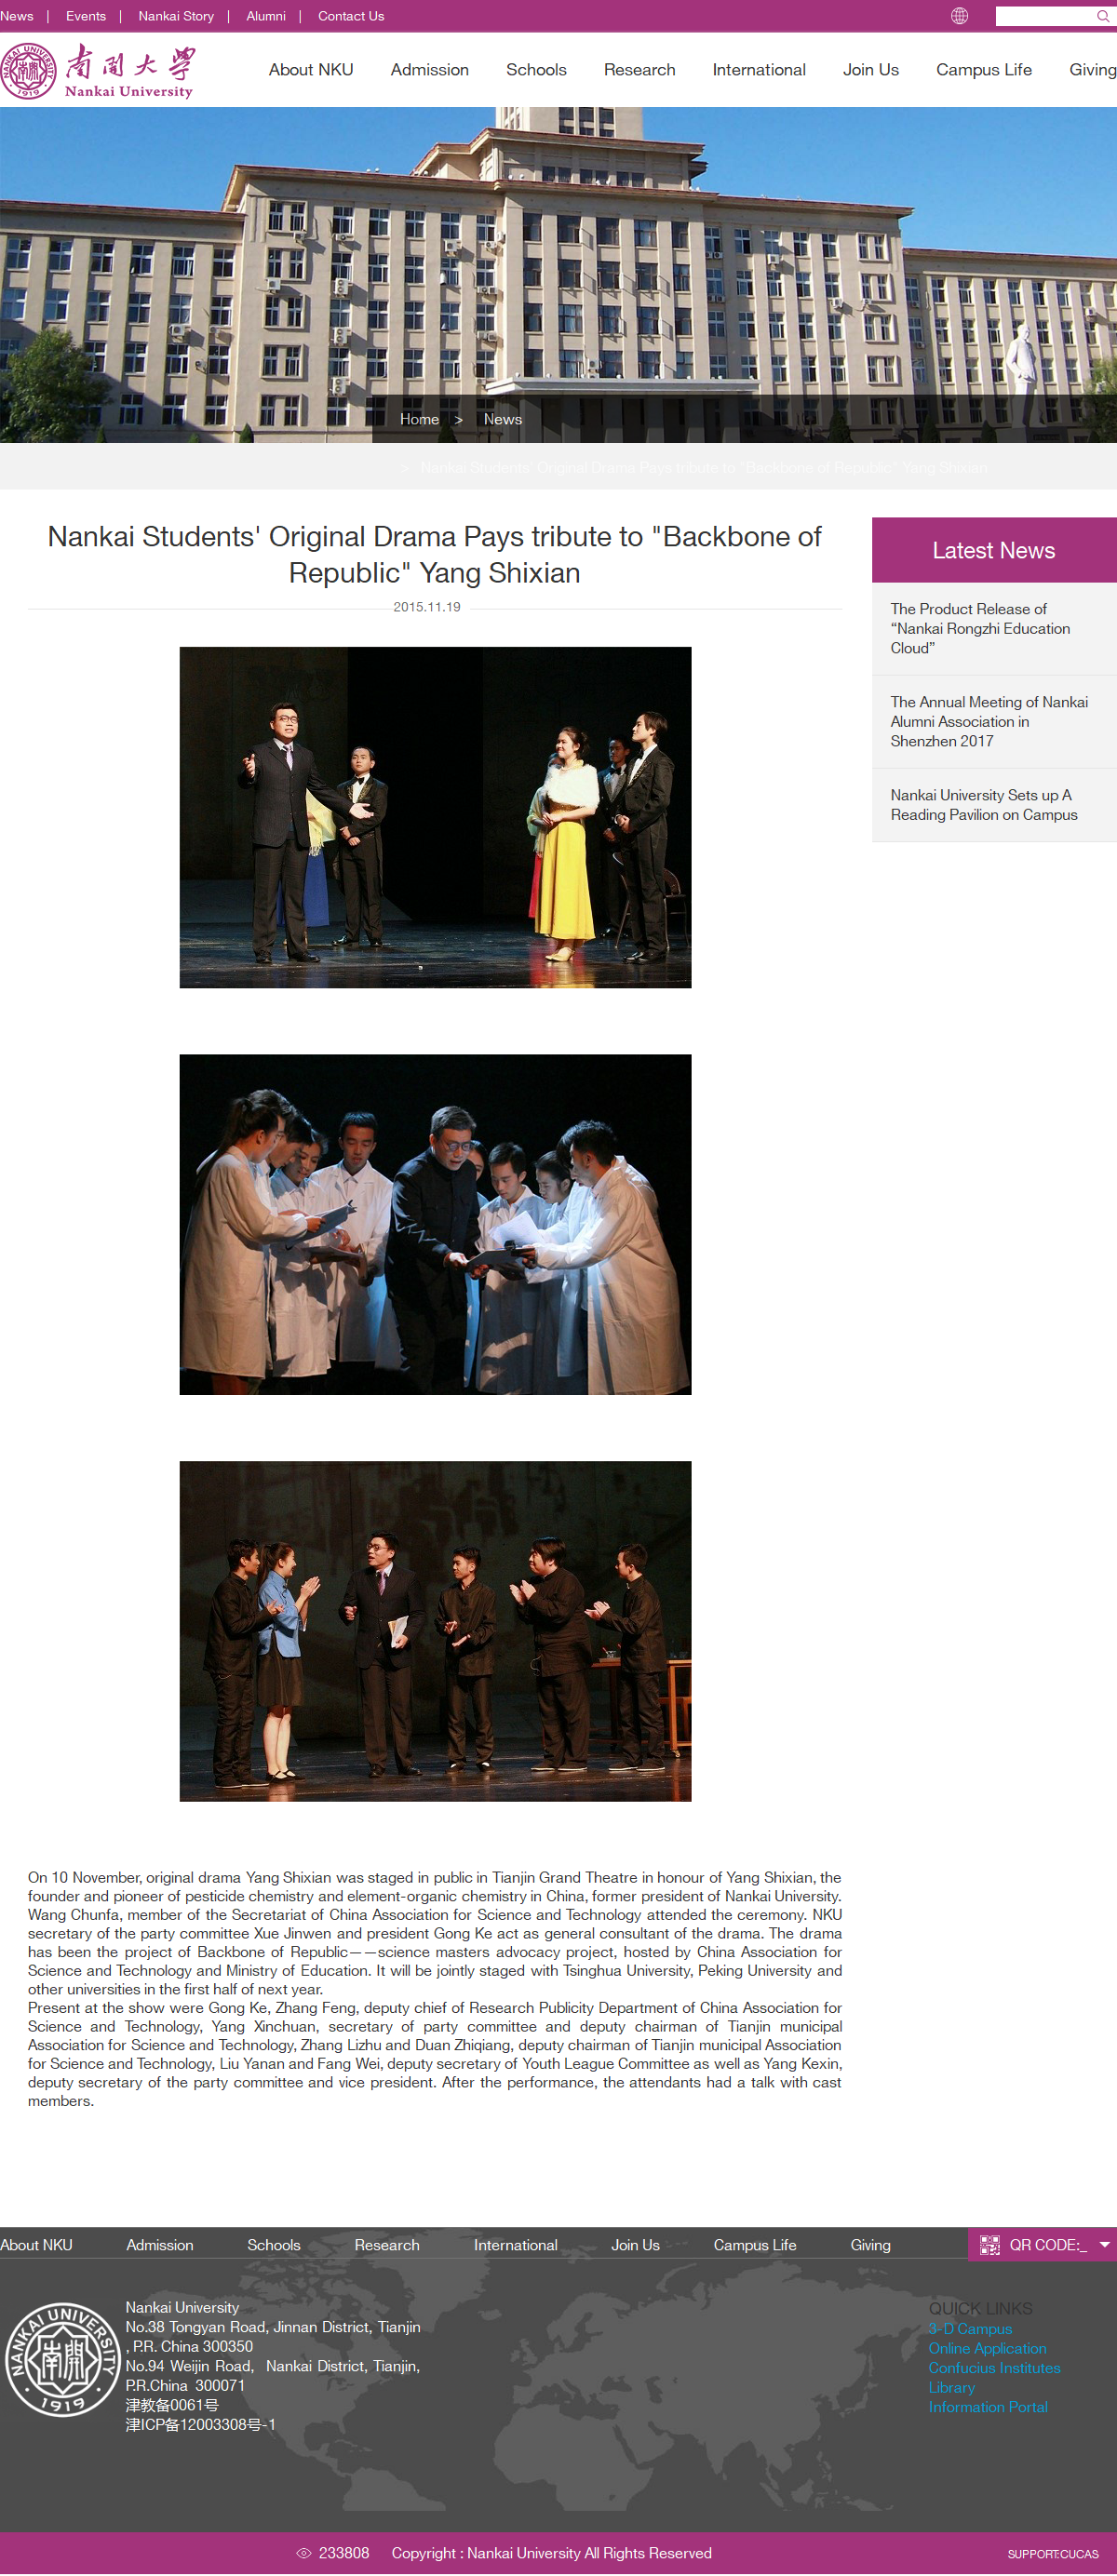 News | Events | Nankai Story | Alumni | Contact Us
南開大學
Nankai University
NANKAI UNIVERSITY
1919
About NKU Admission Schools Research International Join Us Campus Life Giving
Home > News
> Nankai Students' Original Drama Pays tribute to "Backbone of Republic" Yang Shixian
Nankai Students' Original Drama Pays tribute to "Backbone of
Republic" Yang Shixian
2015.11.19
Latest News
The Product Release of
“Nankai Rongzhi Education
Cloud”
The Annual Meeting of Nankai
Alumni Association in
Shenzhen 2017
Nankai University Sets up A
Reading Pavilion on Campus
On 10 November, original drama Yang Shixian was staged in public in Tianjin Grand Theatre in honour of Yang Shixian, the
founder and pioneer of pesticide chemistry and element-organic chemistry in China, former president of Nankai University.
Wang Chunfa, member of the Secretariat of China Association for Science and Technology attended the ceremony. NKU
secretary of the party committee Xue Jinwen and president Gong Ke act as general consultant of the drama. The drama
has been the project of Backbone of Republic——science masters advocacy project, hosted by China Association for
Science and Technology and Ministry of Education. It will be jointly staged with Tsinghua University, Peking University and
other universities in the first half of next year.
Present at the show were Gong Ke, Zhang Feng, deputy chief of Research Publicity Department of China Association for
Science and Technology, Yang Xinchuan, secretary of party committee and deputy chairman of Tianjin municipal
Association for Science and Technology, Zhang Lizhu and Duan Zhiqiang, deputy chairman of Tianjin municipal Association
for Science and Technology, Liu Yanan and Fang Wei, deputy secretary of Youth League Committee as well as Yang Kexin,
deputy secretary of the party committee and vice president. After the performance, the attendants had a talk with cast
members.
About NKU Admission Schools Research International Join Us Campus Life Giving
QR CODE:_
NANKAI UNIVERSITY
1919
Nankai University
No.38 Tongyan Road, Jinnan District, Tianjin
, P.R. China 300350
No.94 Weijin Road, Nankai District, Tianjin,
P.R.China 300071
津教备0061号
津ICP备12003308号-1
QUICK LINKS
3-D Campus
Online Application
Confucius Institutes
Library
Information Portal
233808 Copyright : Nankai University All Rights Reserved
SUPPORT:CUCAS